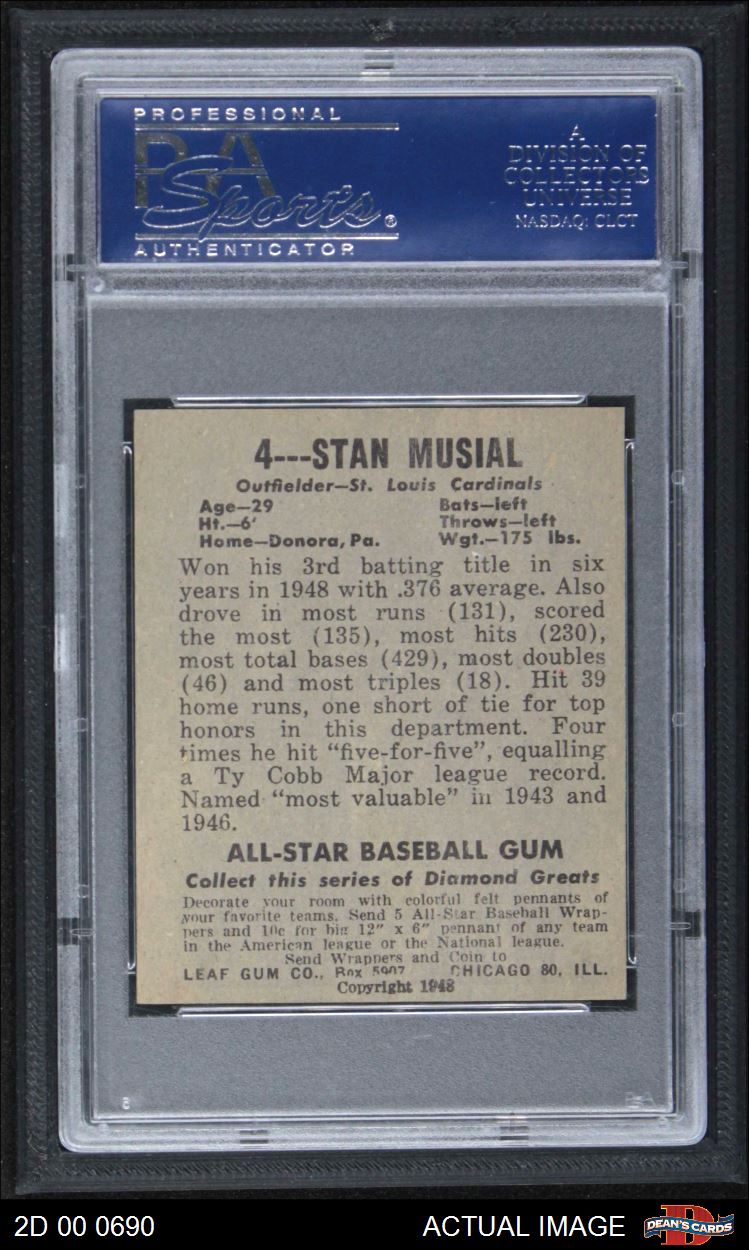 PROFESSIONAL
PSA
Sports®
AUTHENTICATOR
A
DIVISION OF
COLLECTORS
UNIVERSE
NASDAQ: CLCT
4---STAN MUSIAL
Outfielder—St. Louis Cardinals
Age—29 Bats—left
Ht.—6' Throws—left
Home—Donora, Pa. Wgt.—175 lbs.
Won his 3rd batting title in six
years in 1948 with .376 average. Also
drove in most runs (131), scored
the most (135), most hits (230),
most total bases (429), most doubles
(46) and most triples (18). Hit 39
home runs, one short of tie for top
honors in this department. Four
times he hit “five-for-five”, equalling
a Ty Cobb Major league record.
Named “most valuable” in 1943 and
1946.
ALL-STAR BASEBALL GUM
Collect this series of Diamond Greats
Decorate your room with colorful felt pennants of
your favorite teams. Send 5 All-Star Baseball Wrap-
pers and 10c for big 12” x 6” pennant of any team
in the American league or the National league.
Send Wrappers and Coin to
LEAF GUM CO., Box 5907 CHICAGO 80, ILL.
Copyright 1948
2D 00 0690 ACTUAL IMAGE DEAN'S CARDS